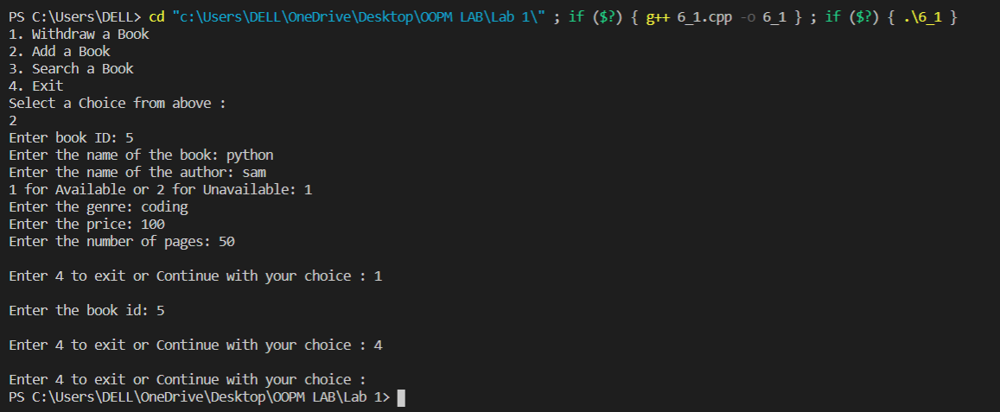 PS C:\Users\DELL> cd "c:\Users\DELL\OneDrive\Desktop\OOPM LAB\Lab 1\" ; if ($?) { g++ 6_1.cpp -o 6_1 } ; if ($?) { .\6_1 }
1. Withdraw a Book
2. Add a Book
3. Search a Book
4. Exit
Select a Choice from above :
2
Enter book ID: 5
Enter the name of the book: python
Enter the name of the author: sam
1 for Available or 2 for Unavailable: 1
Enter the genre: coding
Enter the price: 100
Enter the number of pages: 50
Enter 4 to exit or Continue with your choice : 1
Enter the book id: 5
Enter 4 to exit or Continue with your choice : 4
Enter 4 to exit or Continue with your choice :
PS C:\Users\DELL\OneDrive\Desktop\OOPM LAB\Lab 1>